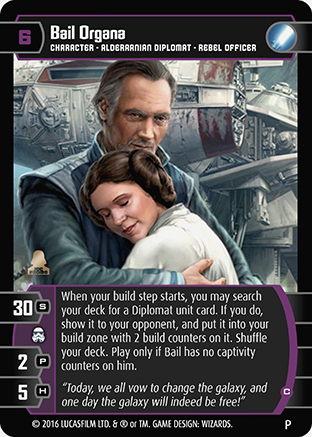 6
Bail Organa
CHARACTER - ALDERAANIAN DIPLOMAT - REBEL OFFICER
30 S
2 P
5 H
When your build step starts, you may search
your deck for a Diplomat unit card. If you do,
show it to your opponent, and put it into your
build zone with 2 build counters on it. Shuffle
your deck. Play only if Bail has no captivity
counters on him.
“Today, we all vow to change the galaxy, and
one day the galaxy will indeed be free!”
C
© 2016 LUCASFILM LTD. & ® or TM. GAME DESIGN: WIZARDS.
P